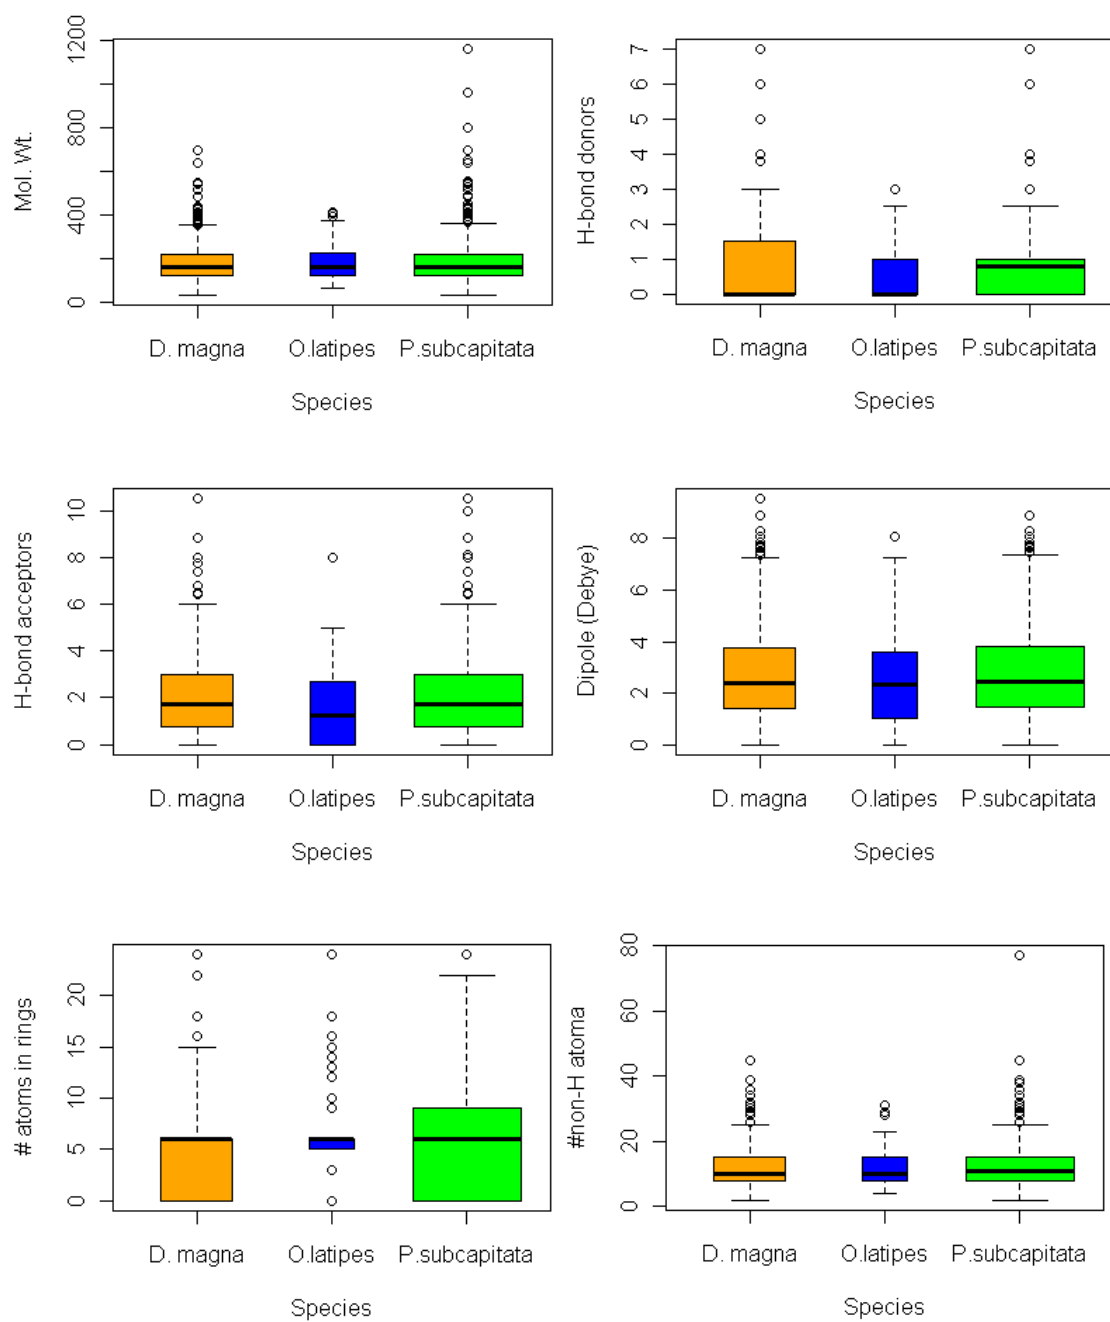 Mol. Wt.
1200
800
400
0
D. magna O.latipes P.subcapitata
Species
H-bond donors
7
6
5
4
3
2
1
0
D. magna O.latipes P.subcapitata
Species
H-bond acceptors
10
8
6
4
2
0
D. magna O.latipes P.subcapitata
Species
Dipole (Debye)
8
6
4
2
0
D. magna O.latipes P.subcapitata
Species
# atoms in rings
20
15
10
5
0
D. magna O.latipes P.subcapitata
Species
#non-H atoma
80
60
40
20
0
D. magna O.latipes P.subcapitata
Species